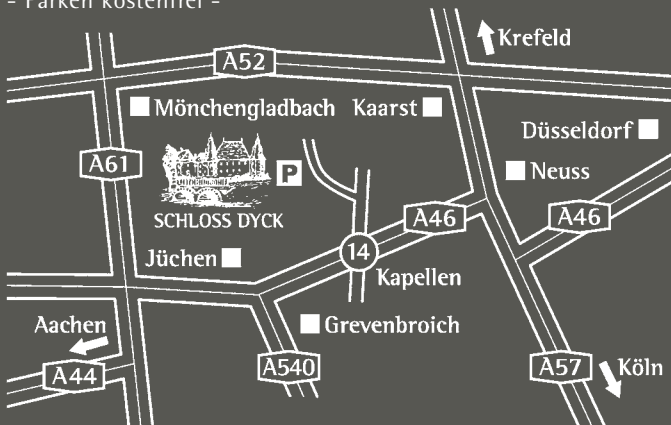 - Parken kostenfrei -
Krefeld
A52
Mönchengladbach
Kaarst
Düsseldorf
A61
P
Neuss
SCHLOSS DYCK
A46
A46
Jüchen
14
Kapellen
Aachen
Grevenbroich
A44
A540
A57
Köln